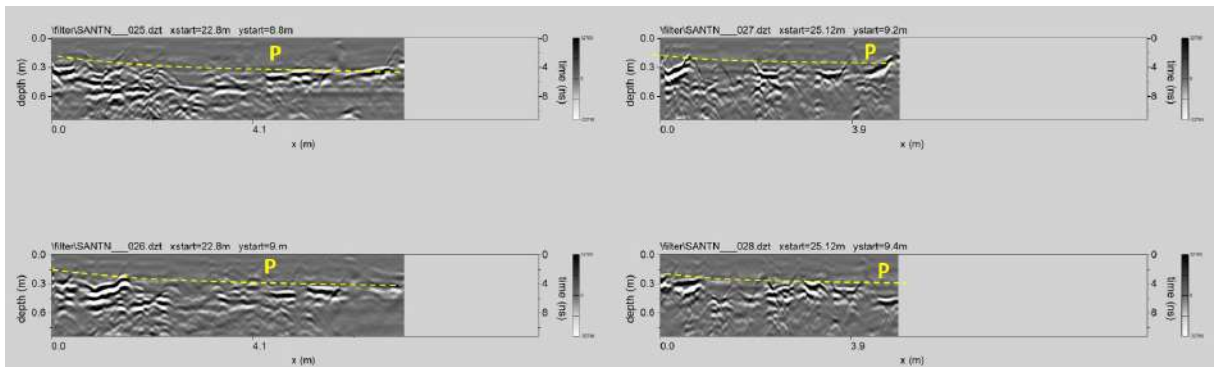 \filter\SANTN___025.dzt xstart=22.8m ystart=8.8m
0.0
0.3
0.6
depth (m)
P
0
4
8
time (ns)
0.0
4.1
x (m)
\filter\SANTN___027.dzt xstart=25.12m ystart=9.2m
0.0
0.3
0.6
depth (m)
P
0
4
8
time (ns)
0.0
3.9
x (m)
\filter\SANTN___026.dzt xstart=22.8m ystart=9.m
0.0
0.3
0.6
depth (m)
P
0
4
8
time (ns)
0.0
4.1
x (m)
\filter\SANTN___028.dzt xstart=25.12m ystart=9.4m
0.0
0.3
0.6
depth (m)
P
0
4
8
time (ns)
0.0
3.9
x (m)